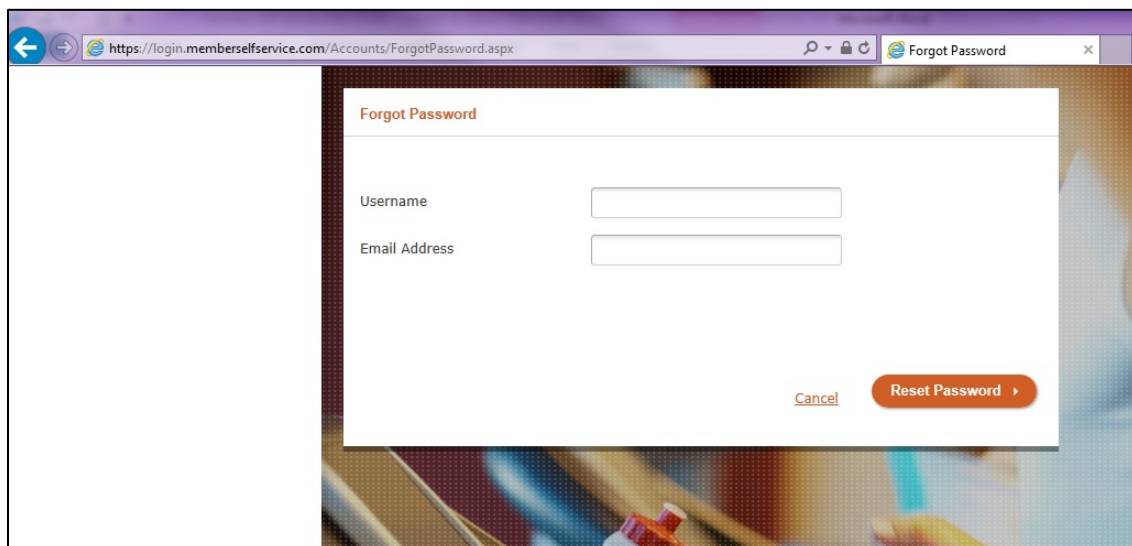 https://login.memberselfservice.com/Accounts/ForgotPassword.aspx
Forgot Password
Forgot Password
Username
Email Address
Cancel
Reset Password